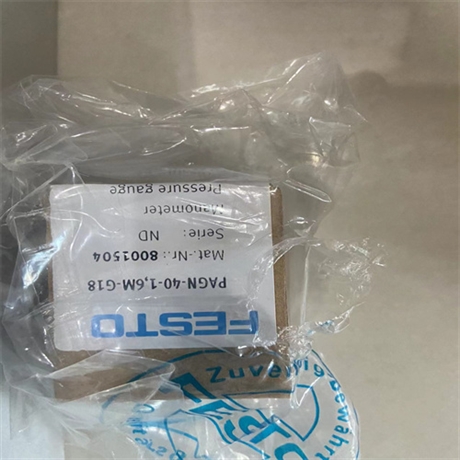 FESTO
PAGN-40-1,6M-G18
Mat.-Nr.: 8001504
Serie: ND
Manometer
Pressure gauge